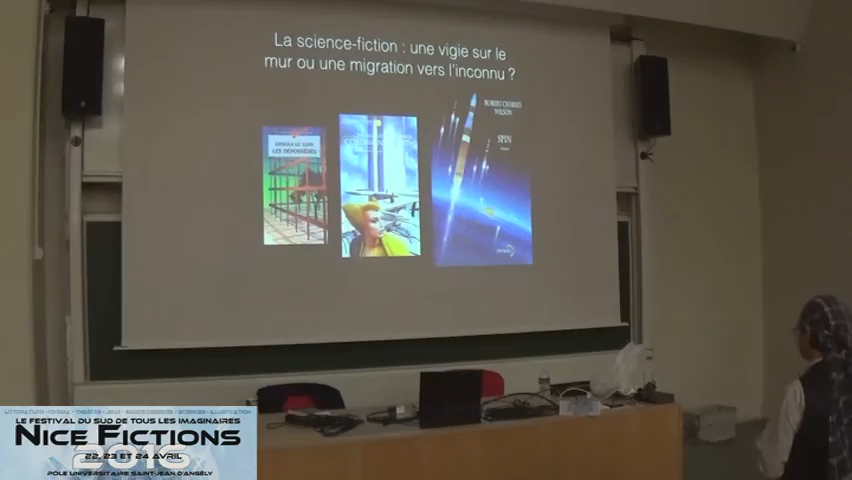 La science-fiction : une vigie sur le
mur ou une migration vers l'inconnu ?
URSULA LE GUIN
LES DÉPOSSÉDÉS
ROBERT CHARLES
WILSON
SPIN
LE FESTIVAL DU SUD DE TOUS LES IMAGINAIRES
NICE FICTIONS
22, 23 ET 24 AVRIL
2016
POLE UNIVERSITAIRE SAINT-JEAN D'ANGÉLY